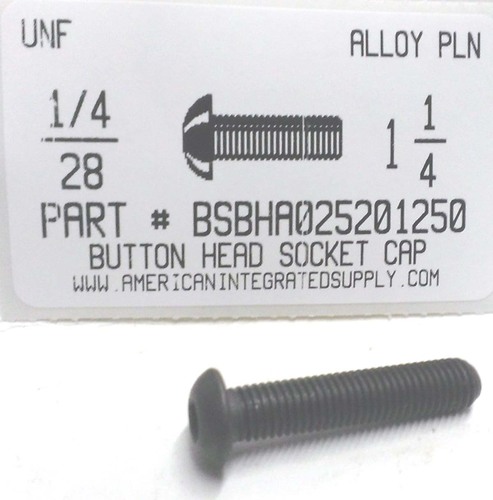 UNF ALLOY PLN
1/4
28
1 1/4
PART # BSBHA025201250
BUTTON HEAD SOCKET CAP
WWW.AMERICANINTEGRATEDSUPPLY.COM